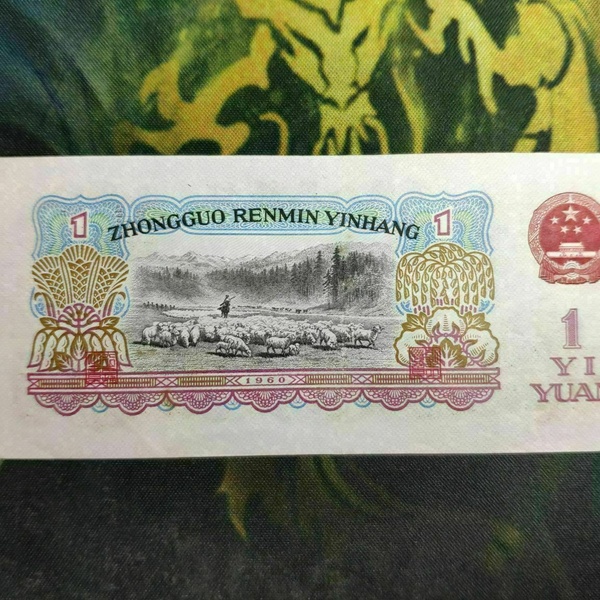 1
ZHONGGUO RENMIN YINHANG
1
1960
1
YI
YUAN